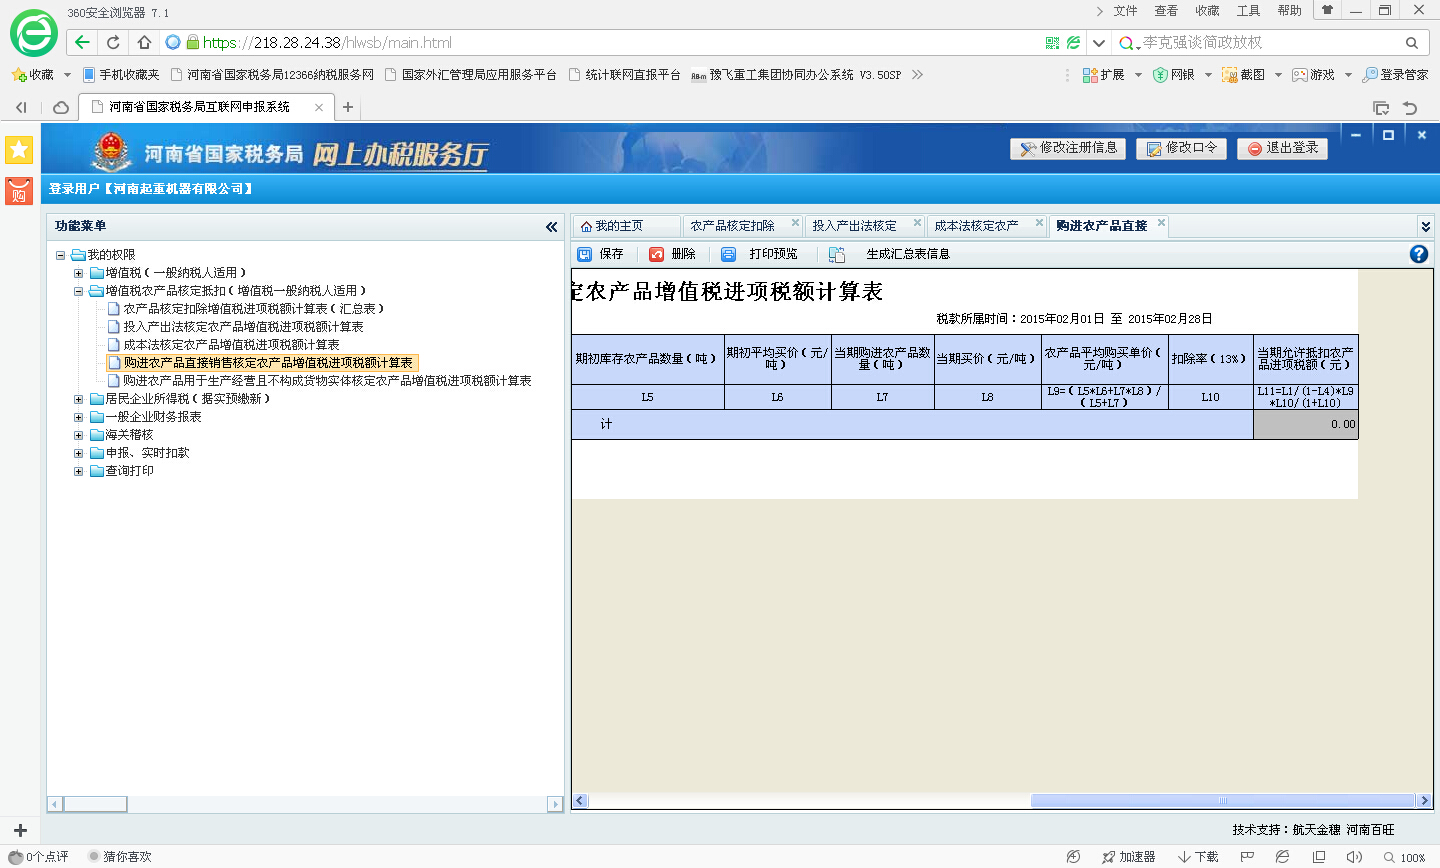 360安全浏览器 7.1
文件 查看 收藏 工具 帮助
https://218.28.24.38/hlwsb/main.html
李克强谈简政放权
收藏 手机收藏夹 河南省国家税务局12366纳税服务网 国家外汇管理局应用服务平台 统计联网直报平台 RBm 豫飞重工集团协同办公系统 V3.50SP
扩展 网银 截图 游戏 登录管家
河南省国家税务局互联网申报系统
河南省国家税务局 网上办税服务厅
修改注册信息 修改口令 退出登录
购
登录用户【河南起重机器有限公司】
功能菜单
我的权限
增值税（一般纳税人适用）
增值税农产品核定抵扣（增值税一般纳税人适用）
农产品核定扣除增值税进项税额计算表（汇总表）
投入产出法核定农产品增值税进项税额计算表
成本法核定农产品增值税进项税额计算表
购进农产品直接销售核定农产品增值税进项税额计算表
购进农产品用于生产经营且不构成货物实体核定农产品增值税进项税额计算表
居民企业所得税（据实预缴新）
一般企业财务报表
海关稽核
申报、实时扣款
查询打印
我的主页 农产品核定扣除 投入产出法核定 成本法核定农产 购进农产品直接
保存 删除 打印预览 生成汇总表信息
定农产品增值税进项税额计算表
税款所属时间：2015年02月01日 至 2015年02月28日
期初库存农产品数量（吨） 期初平均买价（元/吨） 当期购进农产品数量（吨） 当期买价（元/吨） 农产品平均购买单价（元/吨） 扣除率（13%） 当期允许抵扣农产品进项税额（元）
L5 L6 L7 L8 L9=（L5*L6+L7*L8）/（L5+L7） L10 L11=L1/(1-L4)*L9*L10/(1+L10)
计 0.00
技术支持：航天金穗 河南百旺
0个点评 猜你喜欢
加速器 下载 100%